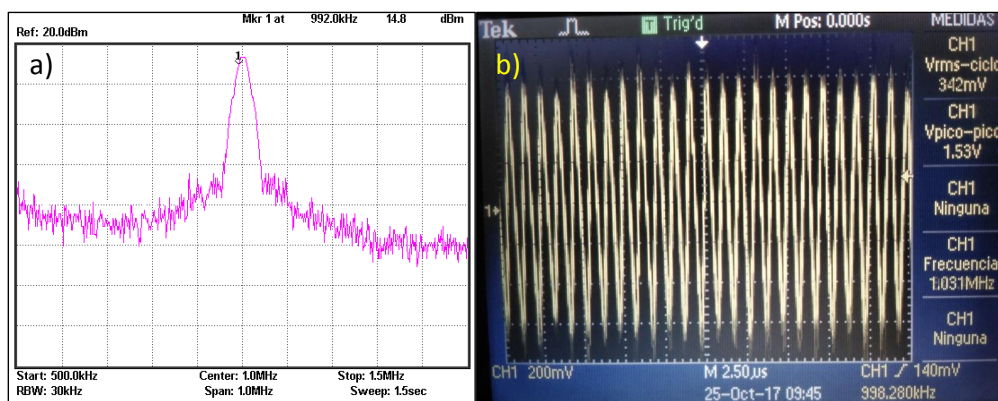 Mkr 1 at 992.0kHz 14.8 dBm
Ref: 20.0dBm
a)
1
Start: 500.0kHz Center: 1.0MHz Stop: 1.5MHz
RBW: 30kHz Span: 1.0MHz Sweep: 1.5sec
Tek T Trig'd M Pos: 0.000s MEDIDAS
b)
CH1
Vrms-ciclo
342mV
CH1
Vpico-pico
1.53V
CH1
Ninguna
1
CH1
Frecuencia
1.031MHz
CH1
Ninguna
CH1 200mV M 2.50µs CH1 ∕ 140mV
25-Oct-17 09:45 998.280kHz